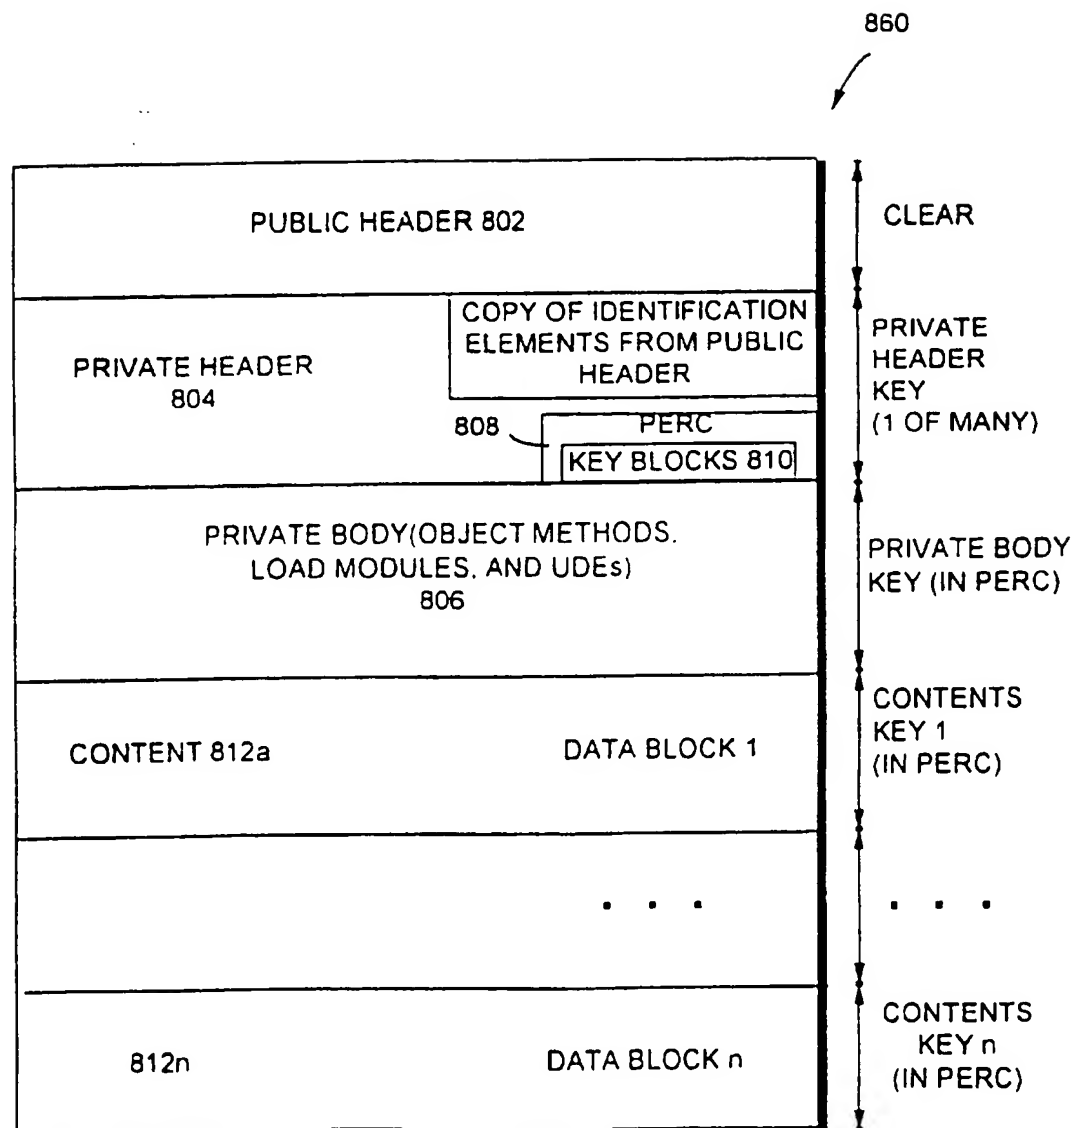 860
PUBLIC HEADER 802
CLEAR
COPY OF IDENTIFICATION
ELEMENTS FROM PUBLIC
HEADER
PRIVATE HEADER
804
808
PERC
KEY BLOCKS 810
PRIVATE
HEADER
KEY
(1 OF MANY)
PRIVATE BODY(OBJECT METHODS.
LOAD MODULES. AND UDEs)
806
PRIVATE BODY
KEY (IN PERC)
CONTENT 812a
DATA BLOCK 1
CONTENTS
KEY 1
(IN PERC)
. . .
. . .
812n
DATA BLOCK n
CONTENTS
KEY n
(IN PERC)